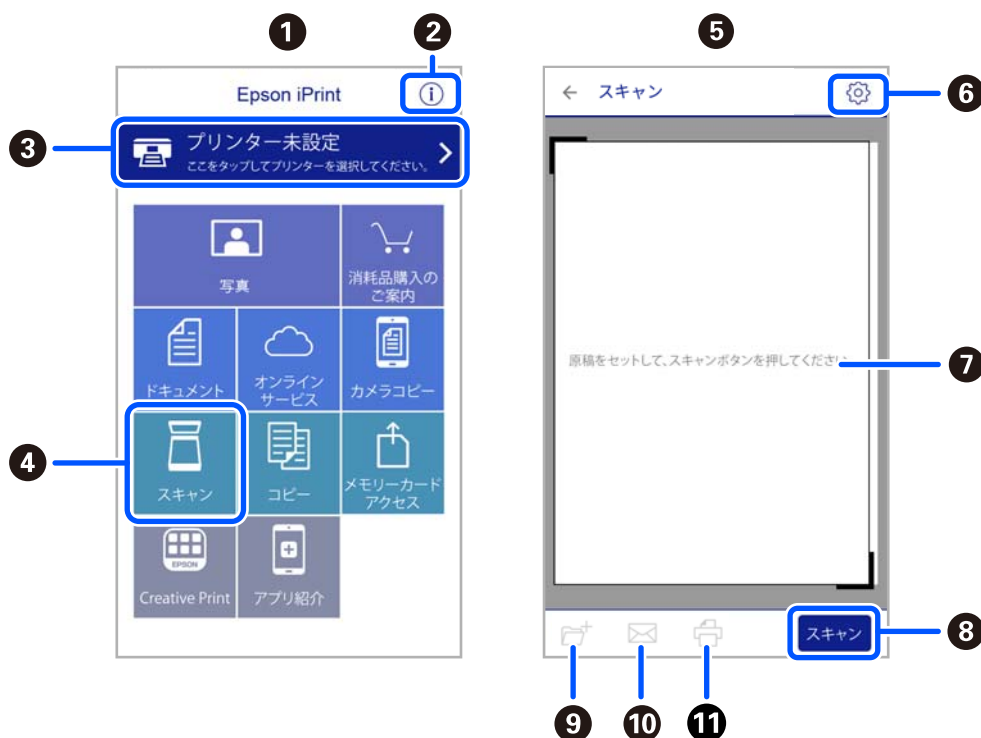 1
2
Epson iPrint
i
3
プリンター未設定
ここをタップしてプリンターを選択してください。
写真
消耗品購入の
ご案内
ドキュメント
オンライン
サービス
カメラコピー
4
スキャン
コピー
メモリーカード
アクセス
EPSON
Creative Print
アプリ紹介
5
スキャン
6
原稿をセットして、スキャンボタンを押してください
7
スキャン
8
9
10
11